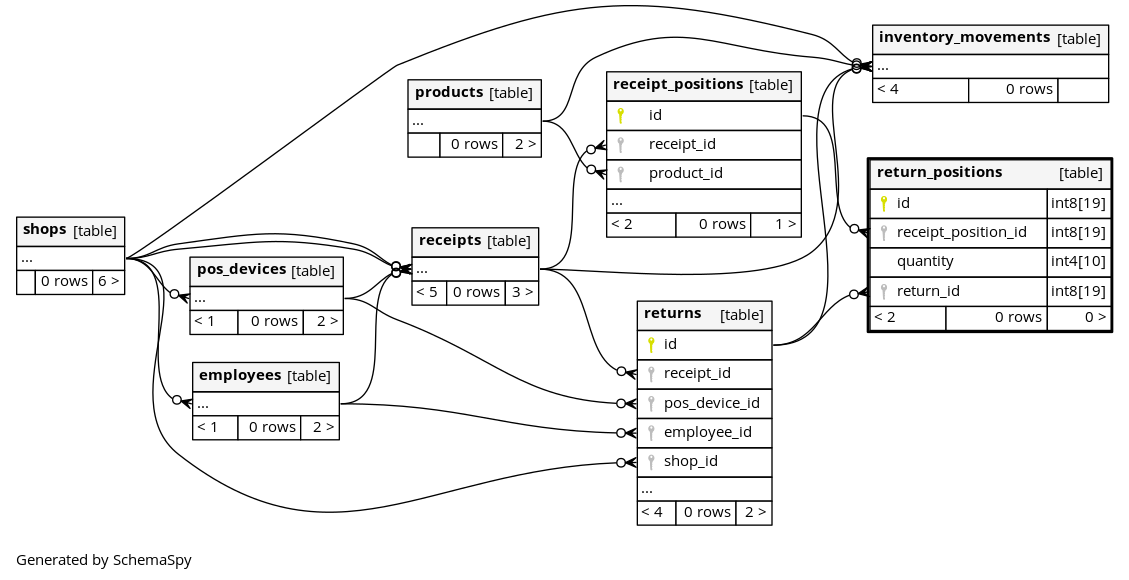 inventory_movements [table]
...
< 4 0 rows
products [table]
...
0 rows 2 >
receipt_positions [table]
id
receipt_id
product_id
...
< 2 0 rows 1 >
return_positions [table]
id int8[19]
receipt_position_id int8[19]
quantity int4[10]
return_id int8[19]
< 2 0 rows 0 >
shops [table]
...
0 rows 6 >
pos_devices [table]
...
< 1 0 rows 2 >
receipts [table]
...
< 5 0 rows 3 >
employees [table]
...
< 1 0 rows 2 >
returns [table]
id
receipt_id
pos_device_id
employee_id
shop_id
...
< 4 0 rows 2 >
Generated by SchemaSpy